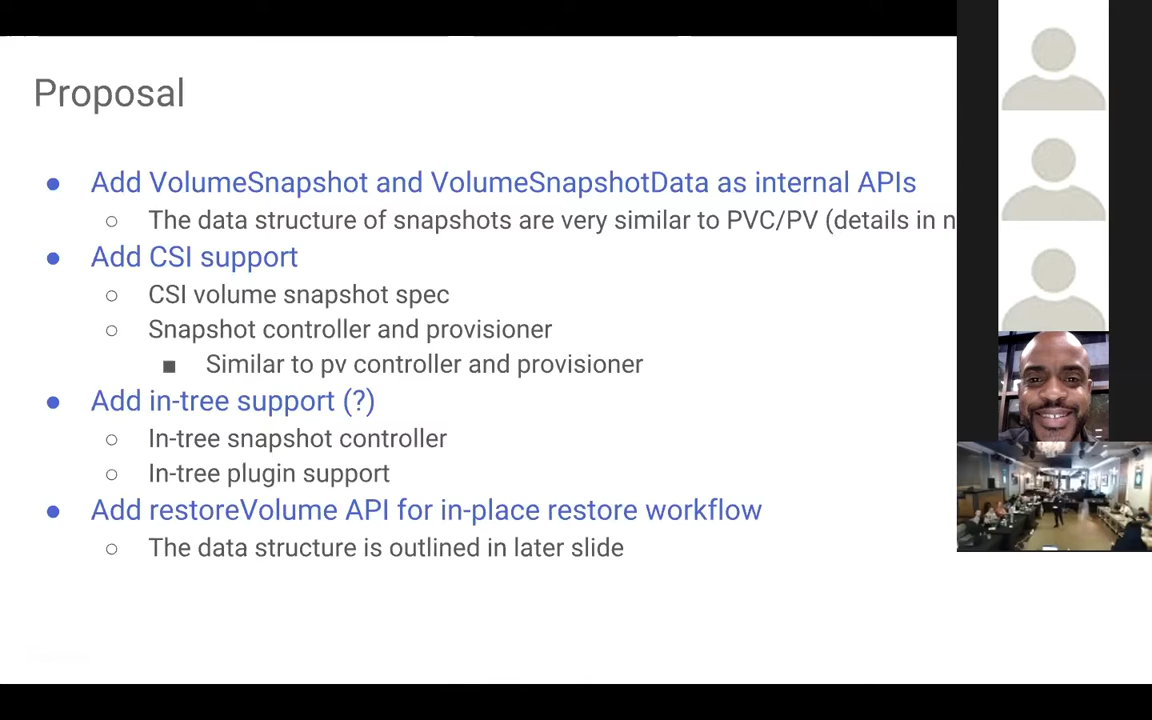 Proposal
● Add VolumeSnapshot and VolumeSnapshotData as internal APIs
○ The data structure of snapshots are very similar to PVC/PV (details in n
● Add CSI support
○ CSI volume snapshot spec
○ Snapshot controller and provisioner
■ Similar to pv controller and provisioner
● Add in-tree support (?)
○ In-tree snapshot controller
○ In-tree plugin support
● Add restoreVolume API for in-place restore workflow
○ The data structure is outlined in later slide